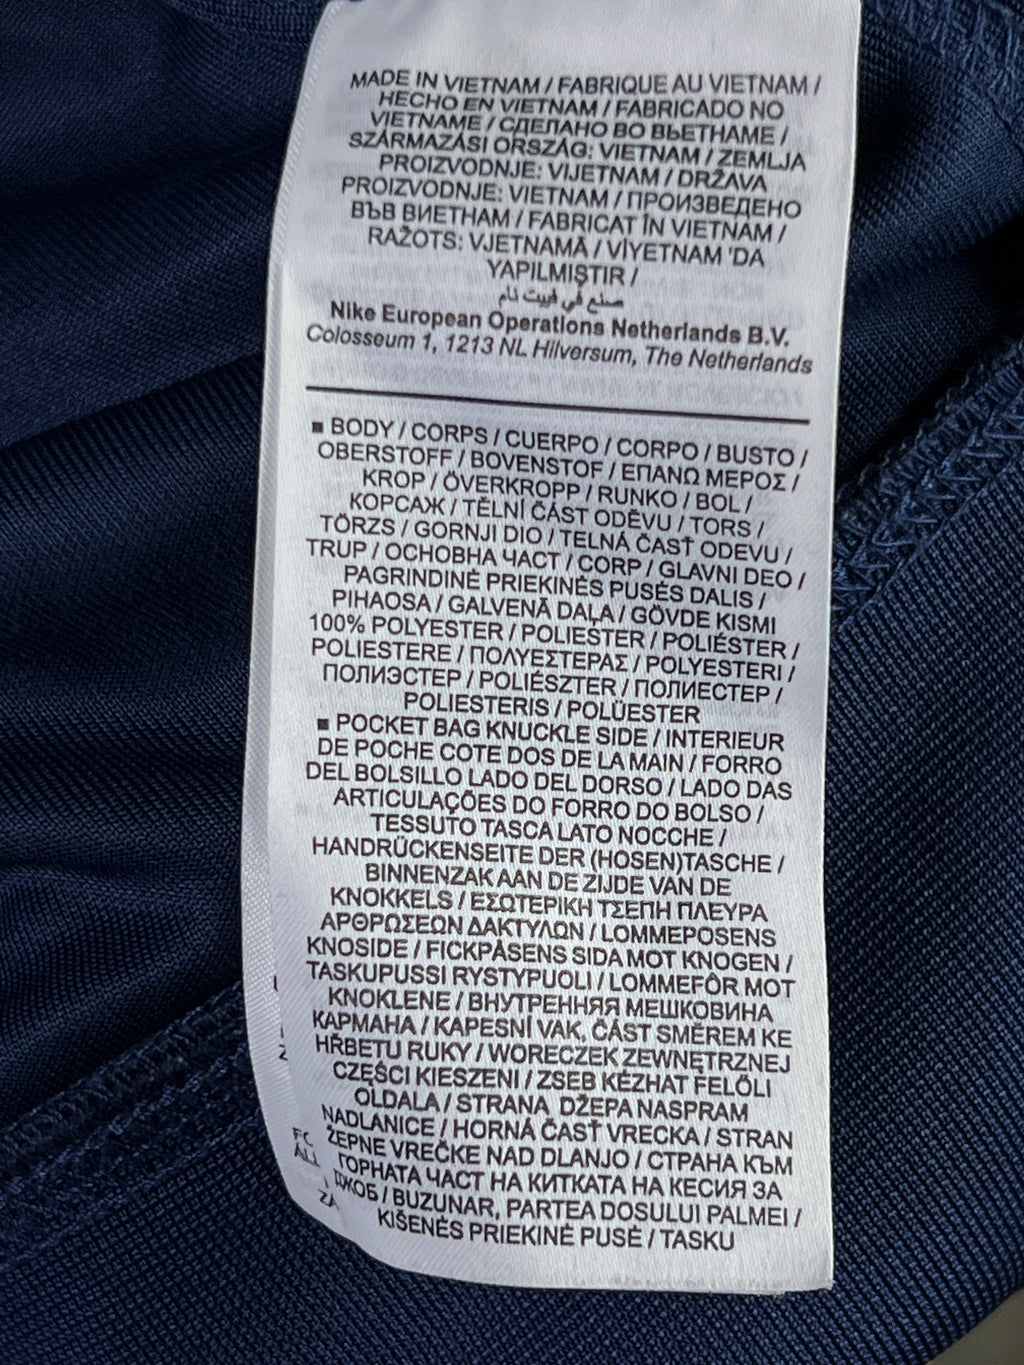 MADE IN VIETNAM / FABRIQUE AU VIETNAM /
HECHO EN VIETNAM / FABRICADO NO
VIETNAME / СДЕЛАНО ВО ВЬЕТНАМЕ /
SZÁRMAZÁSI ORSZÁG: VIETNAM / ZEMLJA
PROIZVODNJE: VIJETNAM / DRŽAVA
PROIZVODNJE: VIETNAM / ПРОИЗВЕДЕНО
ВЪВ ВИЕТНАМ / FABRICAT ÎN VIETNAM /
RAŽOTS: VJETNAMĀ / VİYETNAM 'DA
YAPILMIŞTIR /
صنع في فييت نام
Nike European Operations Netherlands B.V.
Colosseum 1, 1213 NL Hilversum, The Netherlands
■ BODY / CORPS / CUERPO / CORPO / BUSTO /
OBERSTOFF / BOVENSTOF / ΕΠΑΝΩ ΜΕΡΟΣ /
KROP / ÖVERKROPP / RUNKO / BOL /
КОРСАЖ / TĚLNÍ ČÁST ODĚVU / TORS /
TÖRZS / GORNJI DIO / TELNÁ ČASŤ ODEVU /
TRUP / ОСНОВНА ЧАСТ / CORP / GLAVNI DEO /
PAGRINDINĖ PRIEKINĖS PUSĖS DALIS /
PIHAOSA / GALVENĀ DAĻA / GÖVDE KISMI
100% POLYESTER / POLIESTER / POLIÉSTER /
POLIESTERE / ΠΟΛΥΕΣΤΕΡΑΣ / POLYESTERI /
ПОЛИЭСТЕР / POLIÉSZTER / ПОЛИЕСТЕР /
POLIESTERIS / POLÜESTER
■ POCKET BAG KNUCKLE SIDE / INTERIEUR
DE POCHE COTE DOS DE LA MAIN / FORRO
DEL BOLSILLO LADO DEL DORSO / LADO DAS
ARTICULAÇÕES DO FORRO DO BOLSO /
TESSUTO TASCA LATO NOCCHE /
HANDRÜCKENSEITE DER (HOSEN)TASCHE /
BINNENZAK AAN DE ZIJDE VAN DE
KNOKKELS / ΕΣΩΤΕΡΙΚΗ ΤΣΕΠΗ ΠΛΕΥΡΑ
ΑΡΘΡΩΣΕΩΝ ΔΑΚΤΥΛΩΝ / LOMMEPOSENS
KNOSIDE / FICKPÅSENS SIDA MOT KNOGEN /
TASKUPUSSI RYSTYPUOLI / LOMMEFÔR MOT
KNOKLENE / ВНУТРЕННЯЯ МЕШКОВИНА
КАРМАНА / KAPESNÍ VAK, ČÁST SMĚREM KE
HŘBETU RUKY / WORECZEK ZEWNĘTRZNEJ
CZĘŚCI KIESZENI / ZSEB KÉZHÁT FELŐLI
OLDALA / STRANA DŽEPA NASPRAM
NADLANICE / HORNÁ ČASŤ VRECKA / STRAN
ŽEPNE VREČKE NAD DLANJO / СТРАНА КЪМ
ГОРНАТА ЧАСТ НА КИТКАТА НА КЕСИЯ ЗА
ДЖОБ / BUZUNAR, PARTEA DOSULUI PALMEI /
KIŠENĖS PRIEKINĖ PUSĖ / TASKU